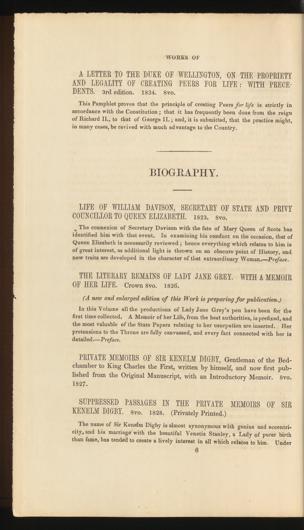 WORKS OF
A LETTER TO THE DUKE OF WELLINGTON, ON THE PROPRIETY
AND LEGALITY OF CREATING PEERS FOR LIFE: WITH PRECE-
DENTS. 3rd edition. 1834. 8vo.
This Pamphlet proves that the principle of creating Peers for life is strictly in
accordance with the Constitution; that it has frequently been done from the reign
of Richard II., to that of George II.; and, it is submitted, that the practice might,
in many cases, be revived with much advantage to the Country.
BIOGRAPHY.
LIFE OF WILLIAM DAVISON, SECRETARY OF STATE AND PRIVY
COUNCILLOR TO QUEEN ELIZABETH. 1823. 8vo.
The connexion of Secretary Davison with the fate of Mary Queen of Scots has
identified him with that event. In examining his conduct on the occasion, that of
Queen Elizabeth is necessarily reviewed; hence everything which relates to him is
of great interest, as additional light is thrown on an obscure point of History, and
new traits are developed in the character of that extraordinary Woman.—Preface.
THE LITERARY REMAINS OF LADY JANE GREY. WITH A MEMOIR
OF HER LIFE. Crown 8vo. 1826.
(A new and enlarged edition of this Work is preparing for publication.)
In this Volume all the productions of Lady Jane Grey's pen have been for the
first time collected. A Memoir of her Life, from the best authorities, is prefixed, and
the most valuable of the State Papers relating to her usurpation are inserted. Her
pretensions to the Throne are fully canvassed, and every fact connected with her is
detailed.—Preface.
PRIVATE MEMOIRS OF SIR KENELM DIGBY, Gentleman of the Bed-
chamber to King Charles the First, written by himself, and now first pub-
lished from the Original Manuscript, with an Introductory Memoir. 8vo.
1827.
SUPPRESSED PASSAGES IN THE PRIVATE MEMOIRS OF SIR
KENELM DIGBY. 8vo. 1828. (Privately Printed.)
The name of Sir Kenelm Digby is almost synonymous with genius and eccentri-
city, and his marriage with the beautiful Venetia Stanley, a Lady of purer birth
than fame, has tended to create a lively interest in all which relates to him. Under
6